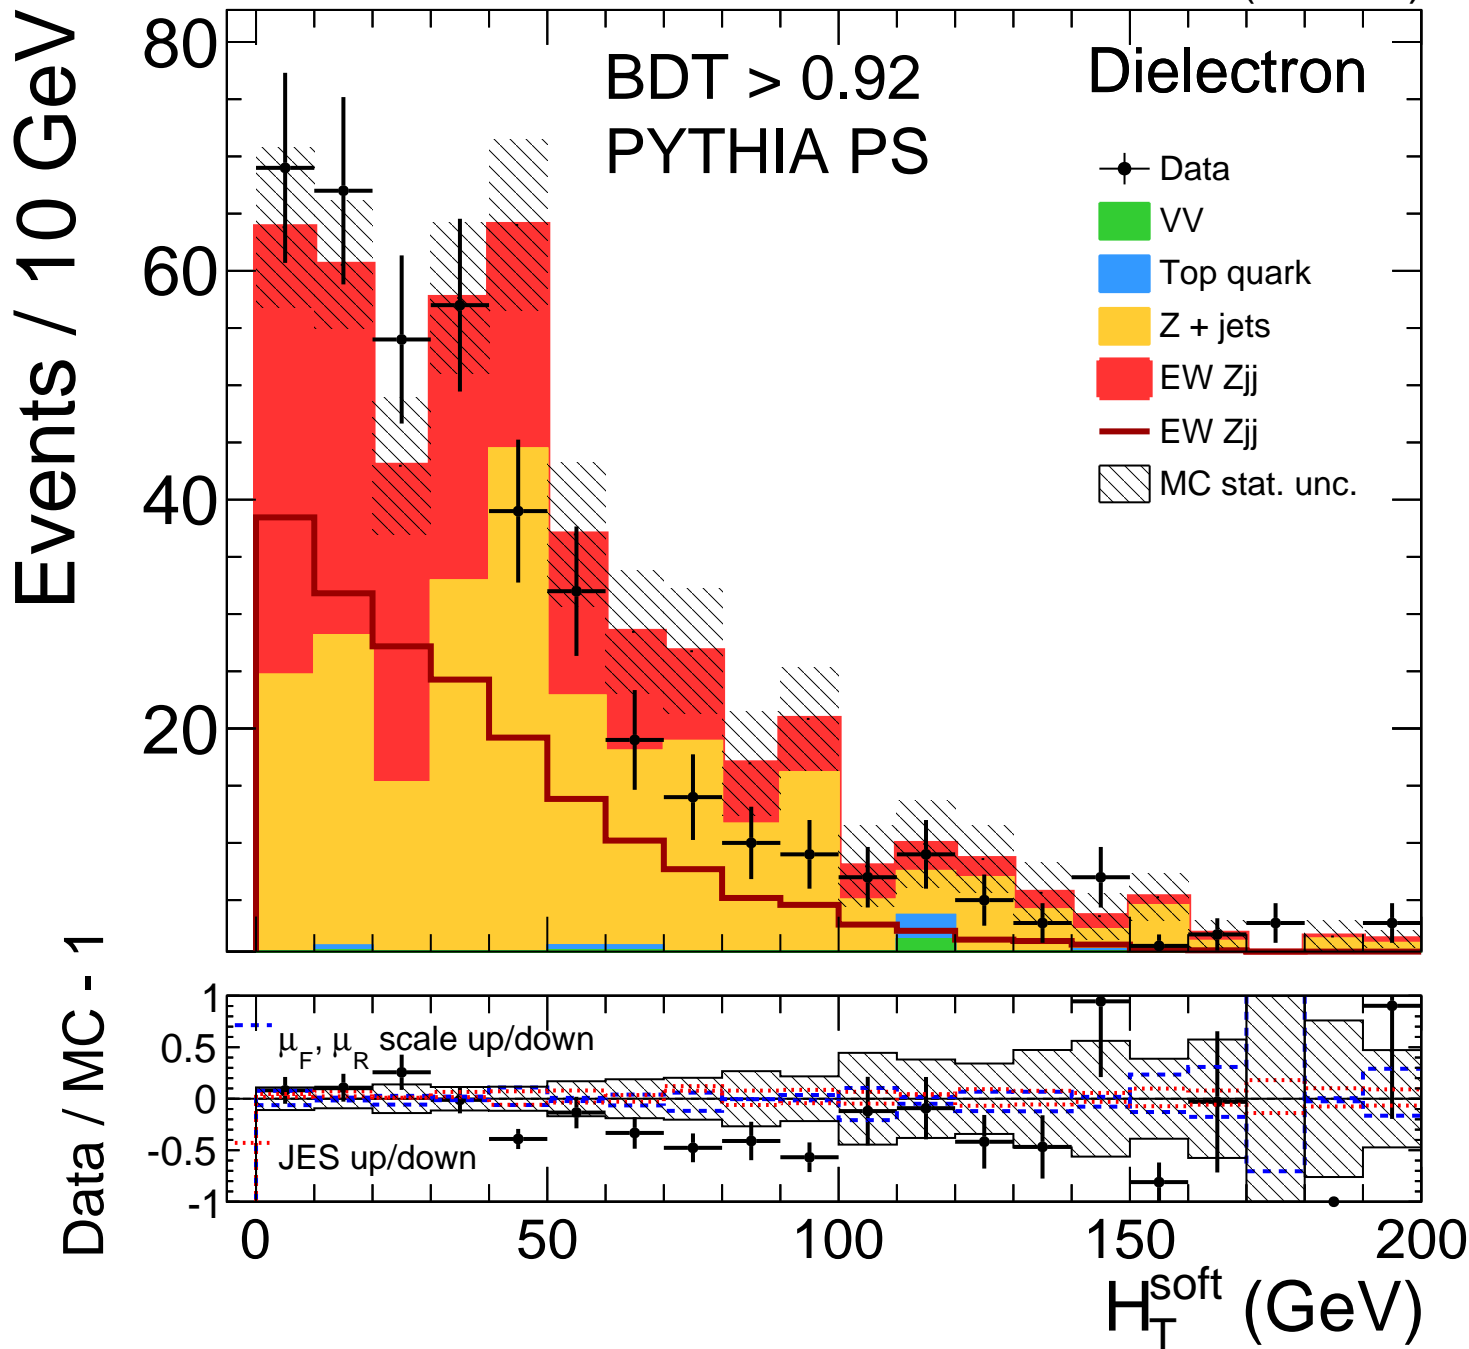 Events / 10 GeV
80
60
40
20
BDT > 0.92
PYTHIA PS
Dielectron
Data
VV
Top quark
Z + jets
EW Zjj
EW Zjj
MC stat. unc.
Data / MC - 1
1
0.5
0
-0.5
-1
μF, μR scale up/down
JES up/down
0 50 100 150 200
HTsoft (GeV)